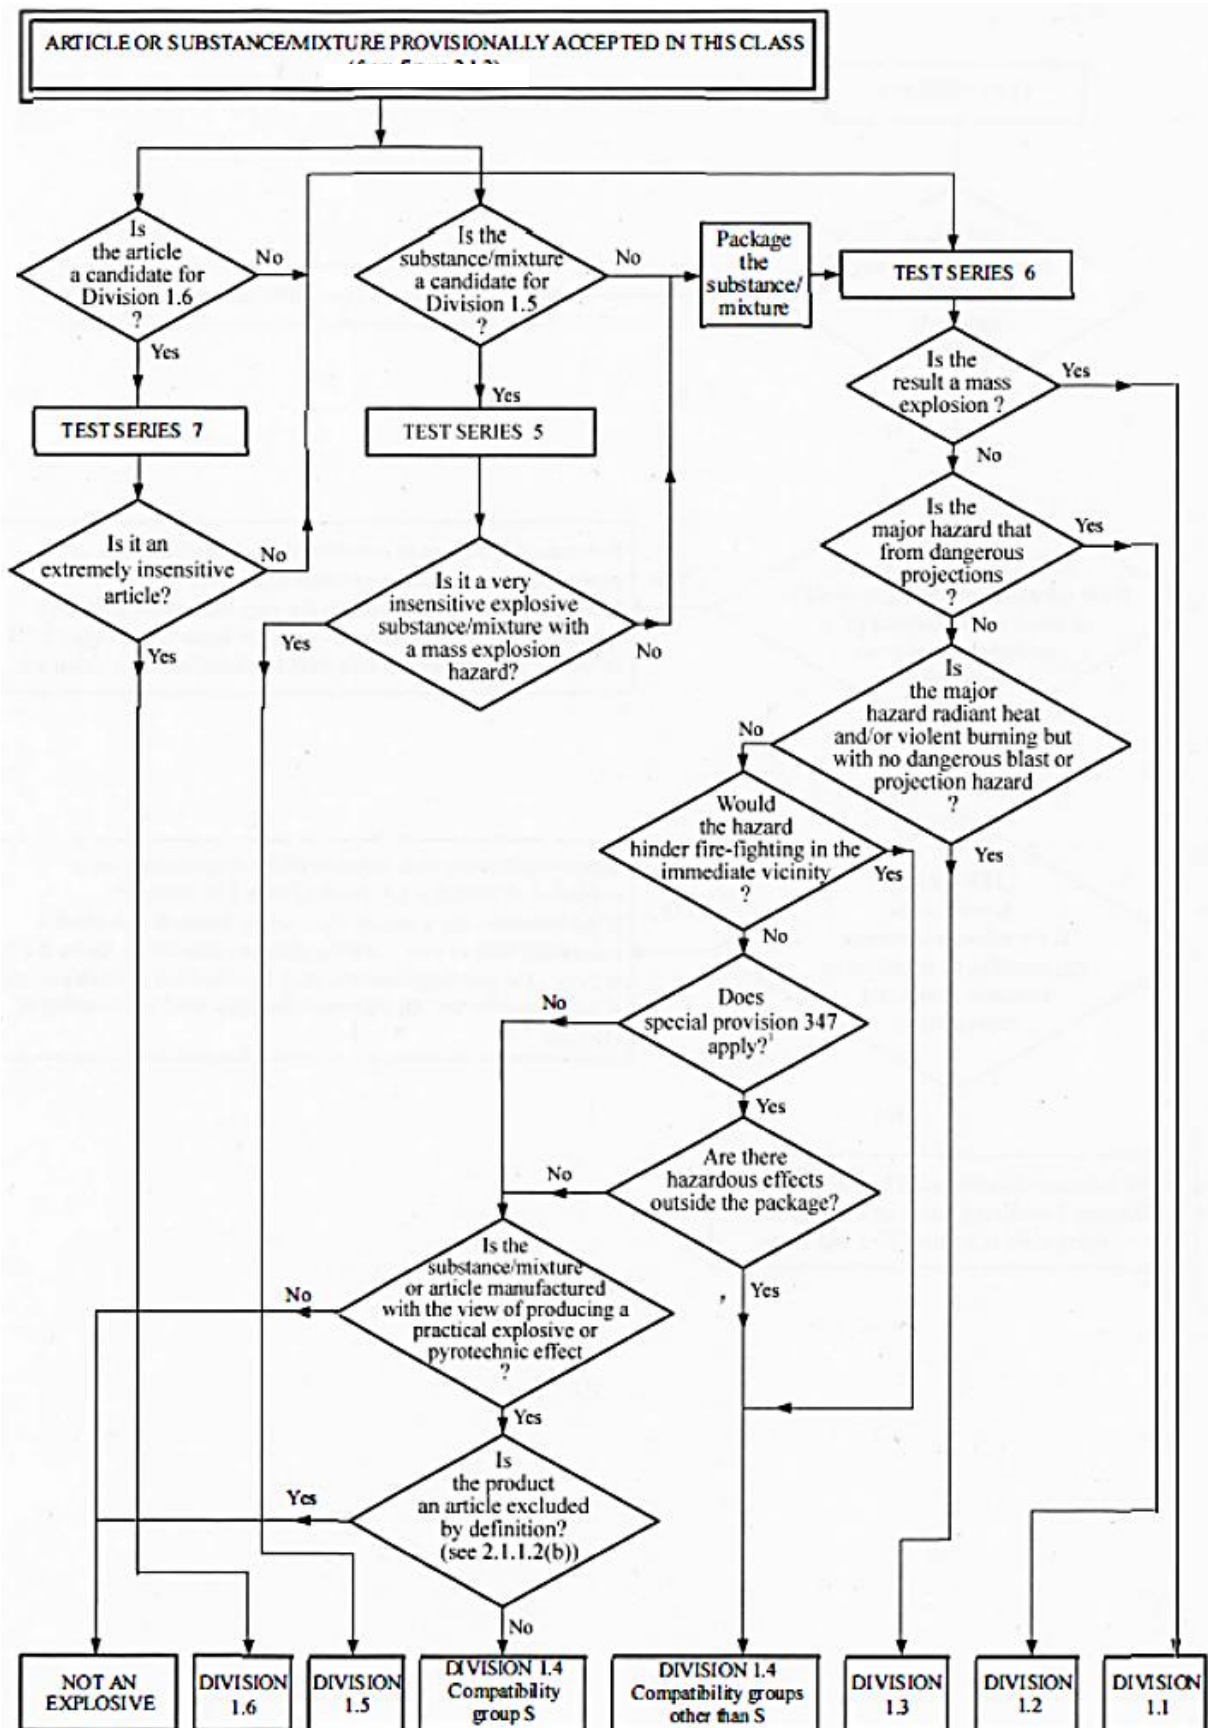 ARTICLE OR SUBSTANCE/MIXTURE PROVISIONALLY ACCEPTED IN THIS CLASS
Is
the article
a candidate for
Division 1.6
?
No
Yes
Is the
substance/mixture
a candidate for
Division 1.5
?
No
Yes
Package
the
substance/
mixture
TEST SERIES 6
Is the
result a mass
explosion ?
Yes
No
TEST SERIES 7
TEST SERIES 5
Is the
major hazard that
from dangerous
projections
?
Yes
No
Is it an
extremely insensitive
article?
No
Yes
Is it a very
insensitive explosive
substance/mixture with
a mass explosion
hazard?
Yes
No
Is
the major
hazard radiant heat
and/or violent burning but
with no dangerous blast or
projection hazard
?
No
Yes
Would
the hazard
hinder fire-fighting in the
immediate vicinity
?
Yes
No
Does
special provision 347
apply?¹
No
Yes
Are there
hazardous effects
outside the package?
No
Yes
Is the
substance/mixture
or article manufactured
with the view of producing a
practical explosive or
pyrotechnic effect
?
No
Yes
Is
the product
an article excluded
by definition?
(see 2.1.1.2(b))
Yes
No
NOT AN
EXPLOSIVE
DIVISION
1.6
DIVISION
1.5
DIVISION 1.4
Compatibility
group S
DIVISION 1.4
Compatibility groups
other than S
DIVISION
1.3
DIVISION
1.2
DIVISION
1.1